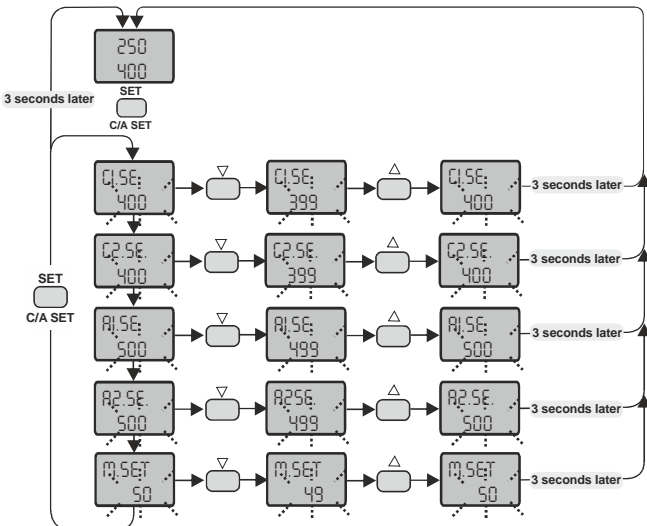 250
400
3 seconds later
SET
C/A SET
C1.SE.
400
▽
C1.SE.
399
△
C1.SE.
400
3 seconds later
C2.SE.
400
▽
C2.SE.
399
△
C2.SE.
400
3 seconds later
SET
C/A SET
A1.SE.
500
▽
A1.SE.
499
△
A1.SE.
500
3 seconds later
A2.SE.
500
▽
A2SE.
499
△
A2.SE.
500
3 seconds later
M.SET
50
▽
M.SET
49
△
M.SET
50
3 seconds later